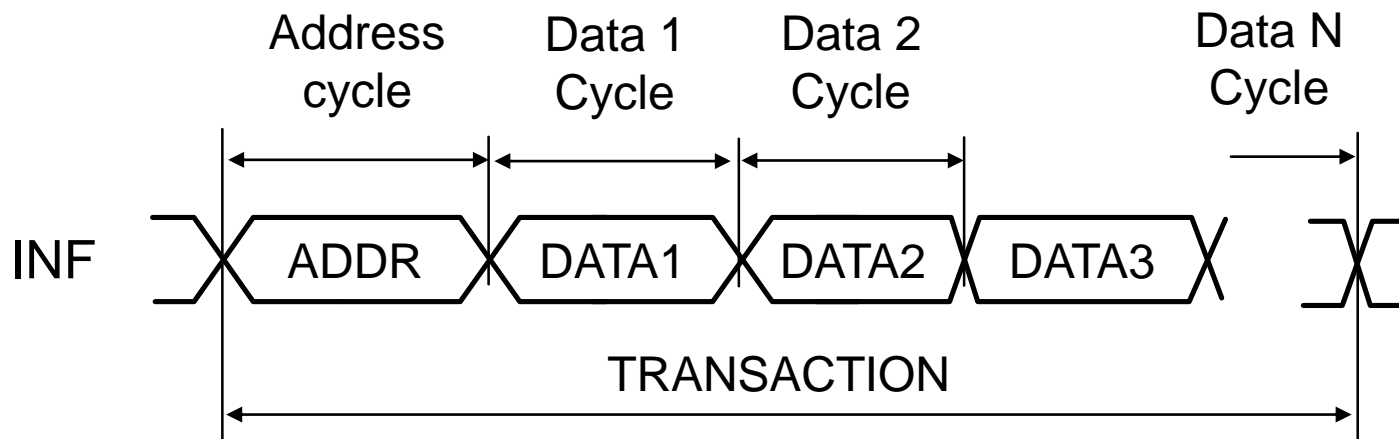 Address
cycle
Data 1
Cycle
Data 2
Cycle
Data N
Cycle
INF
ADDR
DATA1
DATA2
DATA3
TRANSACTION